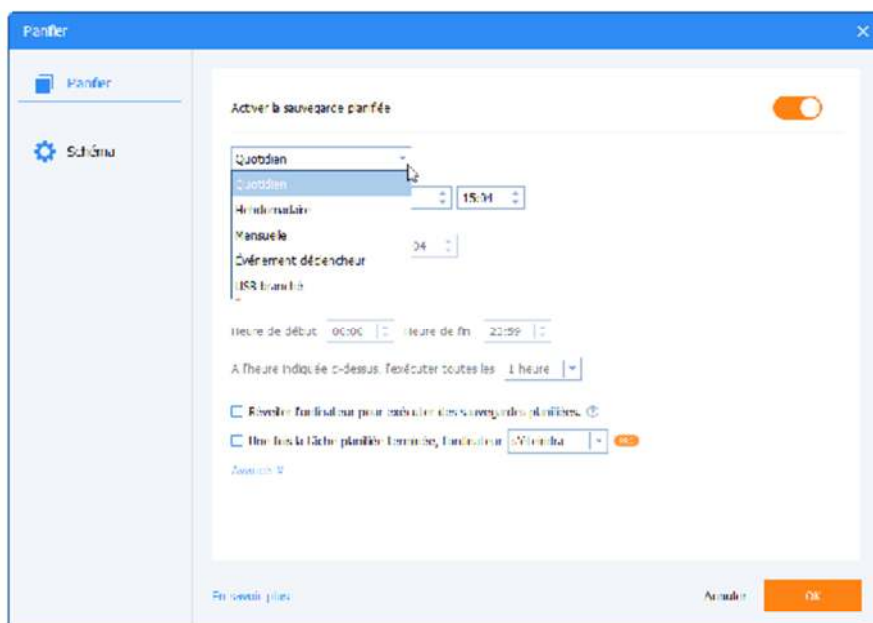 Planifier
Planifier
Schéma
Activer la sauvegarde planifiée
Quotidien
Quotidien
Hebdomadaire
15:04
Mensuelle
04
Événement déclencheur
USB branché
Heure de début 00:00 Heure de fin 23:59
A l'heure indiquée ci-dessus, l'exécuter toutes les 1 heure
Réveiller l'ordinateur pour exécuter des sauvegardes planifiées.
Une fois la tâche planifiée terminée, l'ordinateur s'éteindra
Avancé
En savoir plus
Annuler OK